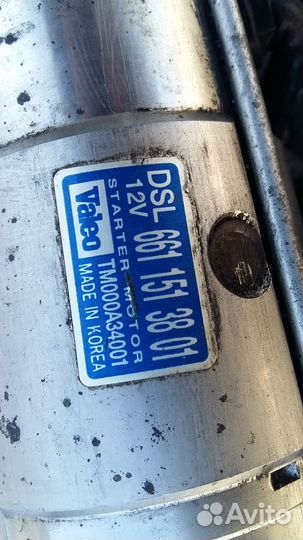 DSL 661 151 38 01
12V
STARTER MOTOR
Valeo TM000A34001
MADE IN KOREA
Avito